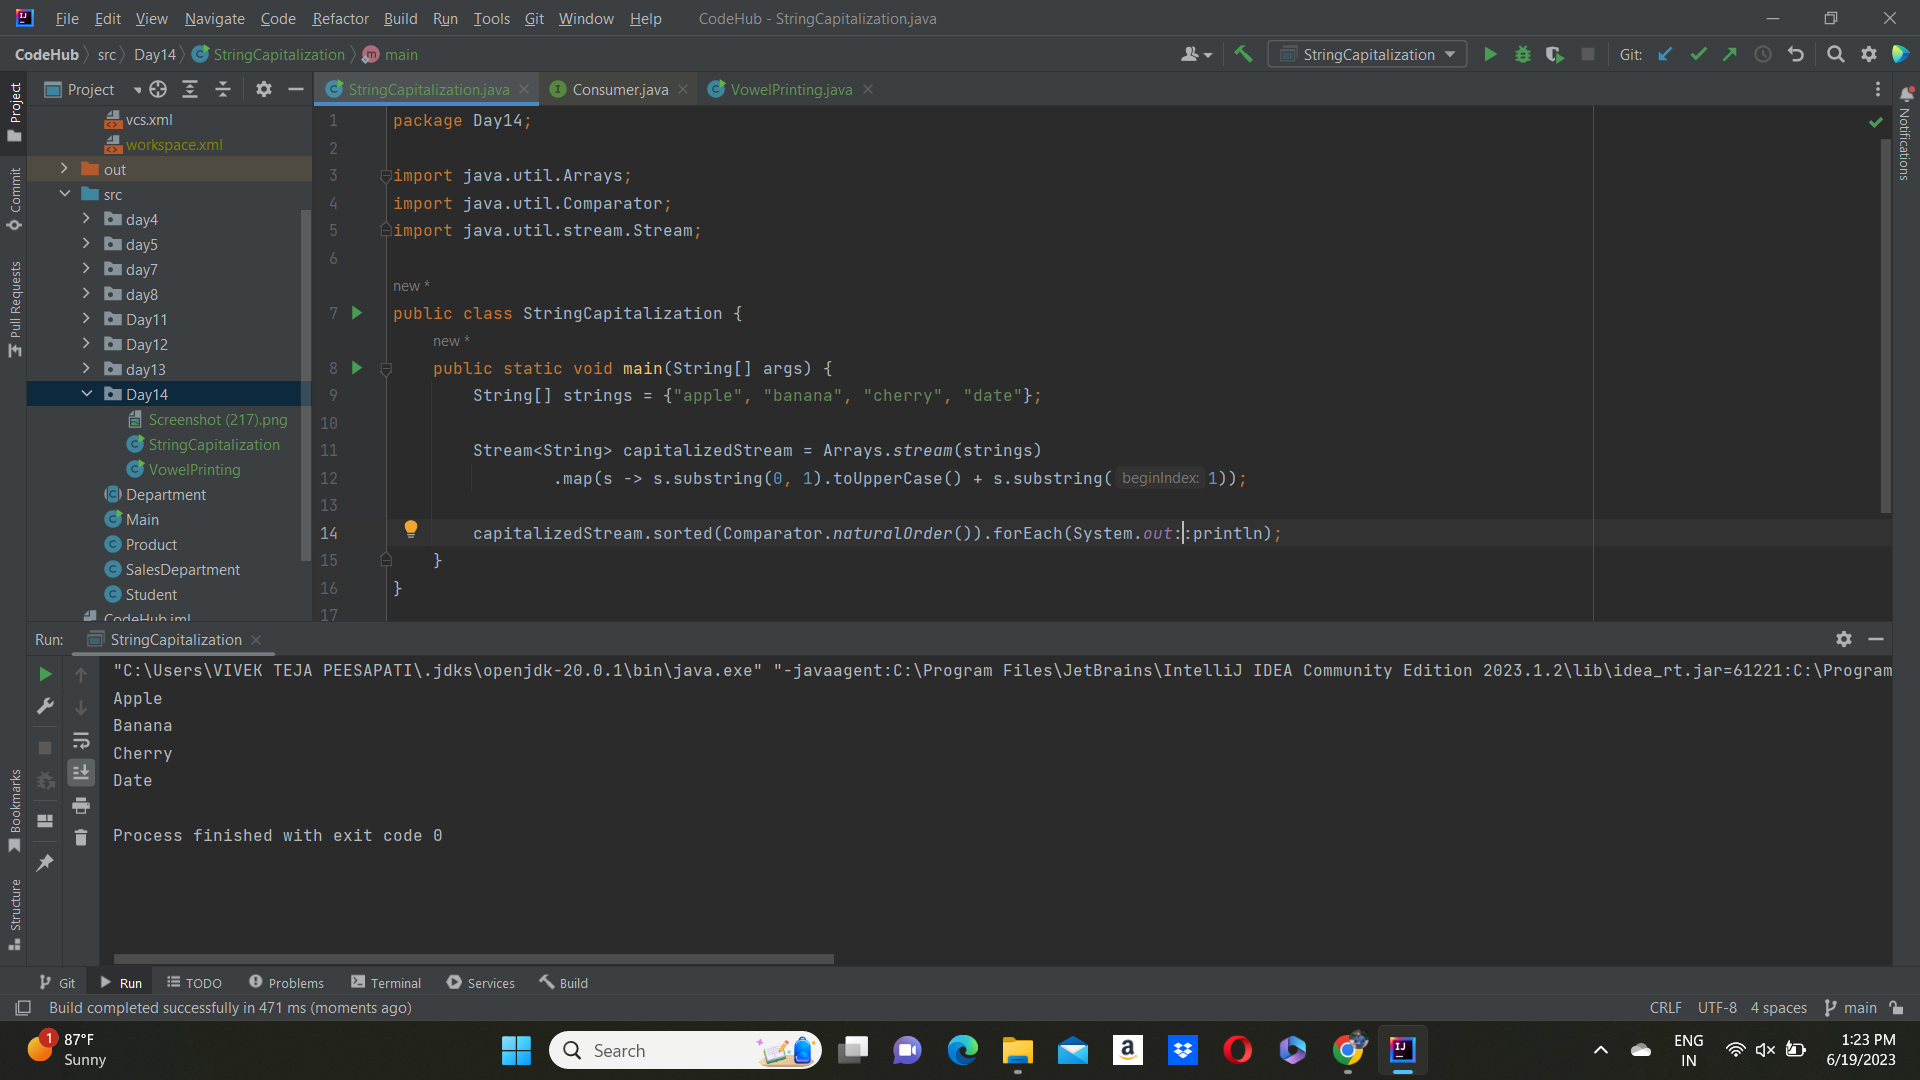 File Edit View Navigate Code Refactor Build Run Tools Git Window Help CodeHub - StringCapitalization.java
CodeHub src Day14 StringCapitalization main
StringCapitalization Git:
Project
StringCapitalization.java Consumer.java VowelPrinting.java
Project
Commit
Pull Requests
Bookmarks
Structure
Notifications
vcs.xml
workspace.xml
out
src
day4
day5
day7
day8
Day11
Day12
day13
Day14
Screenshot (217).png
StringCapitalization
VowelPrinting
Department
Main
Product
SalesDepartment
Student
CodeHub.iml
1 package Day14;
2
3 import java.util.Arrays;
4 import java.util.Comparator;
5 import java.util.stream.Stream;
6
new *
7 public class StringCapitalization {
new *
8 public static void main(String[] args) {
9 String[] strings = {"apple", "banana", "cherry", "date"};
10
11 Stream<String> capitalizedStream = Arrays.stream(strings)
12 .map(s -> s.substring(0, 1).toUpperCase() + s.substring( beginIndex: 1));
13
14 capitalizedStream.sorted(Comparator.naturalOrder()).forEach(System.out::println);
15 }
16 }
17
Run: StringCapitalization
"C:\Users\VIVEK TEJA PEESAPATI\.jdks\openjdk-20.0.1\bin\java.exe" "-javaagent:C:\Program Files\JetBrains\IntelliJ IDEA Community Edition 2023.1.2\lib\idea_rt.jar=61221:C:\Program
Apple
Banana
Cherry
Date
Process finished with exit code 0
Git Run TODO Problems Terminal Services Build
Build completed successfully in 471 ms (moments ago) CRLF UTF-8 4 spaces main
1 87°F
Sunny
Search
ENG
IN
1:23 PM
6/19/2023